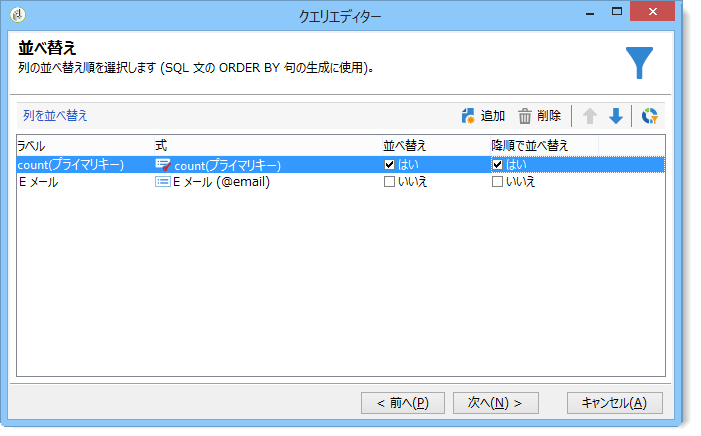 クエリエディター
並べ替え
列の並べ替え順を選択します (SQL 文の ORDER BY 句の生成に使用)。
列を並べ替え 追加 削除
ラベル 式 並べ替え 降順で並べ替え
count(プライマリキー) count(プライマリキー) はい はい
E メール E メール (@email) いいえ いいえ
< 前へ(P) 次へ(N) > キャンセル(A)